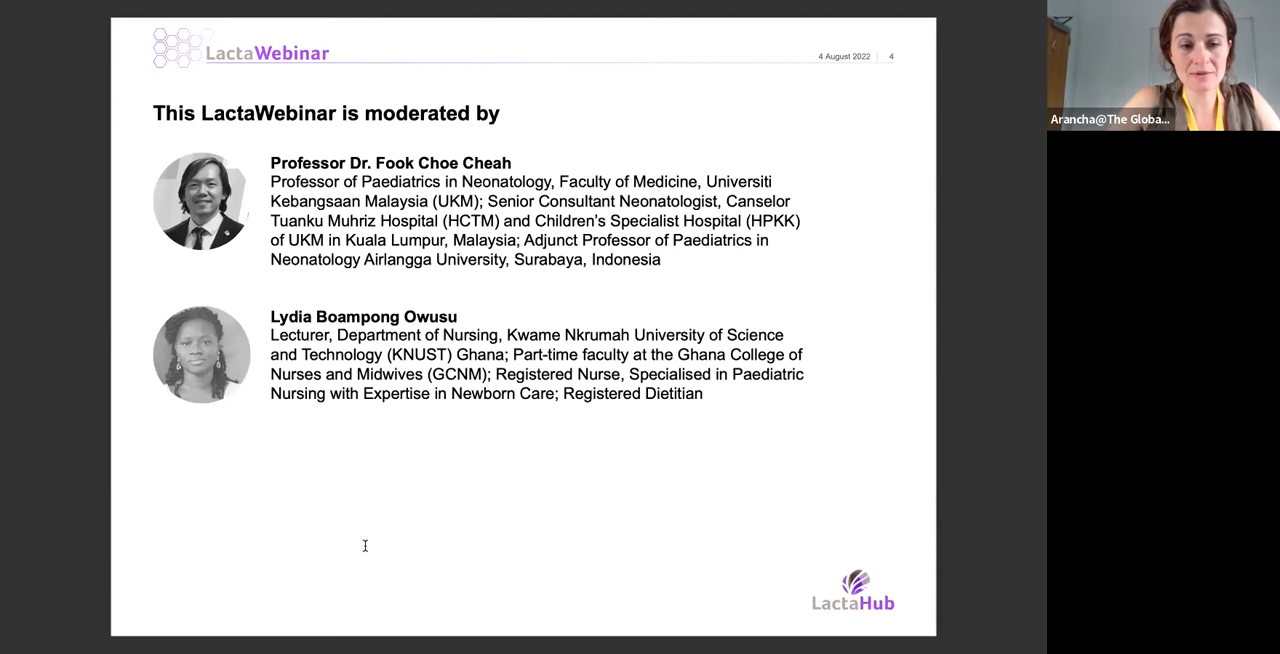 LactaWebinar
4 August 2022 | 4
This LactaWebinar is moderated by
Professor Dr. Fook Choe Cheah
Professor of Paediatrics in Neonatology, Faculty of Medicine, Universiti
Kebangsaan Malaysia (UKM); Senior Consultant Neonatologist, Canselor
Tuanku Muhriz Hospital (HCTM) and Children's Specialist Hospital (HPKK)
of UKM in Kuala Lumpur, Malaysia; Adjunct Professor of Paediatrics in
Neonatology Airlangga University, Surabaya, Indonesia
Lydia Boampong Owusu
Lecturer, Department of Nursing, Kwame Nkrumah University of Science
and Technology (KNUST) Ghana; Part-time faculty at the Ghana College of
Nurses and Midwives (GCNM); Registered Nurse, Specialised in Paediatric
Nursing with Expertise in Newborn Care; Registered Dietitian
LactaHub
Arancha@The Globa...